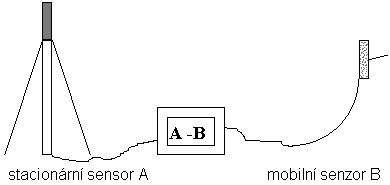 A -B
stacionární sensor A
mobilní senzor B